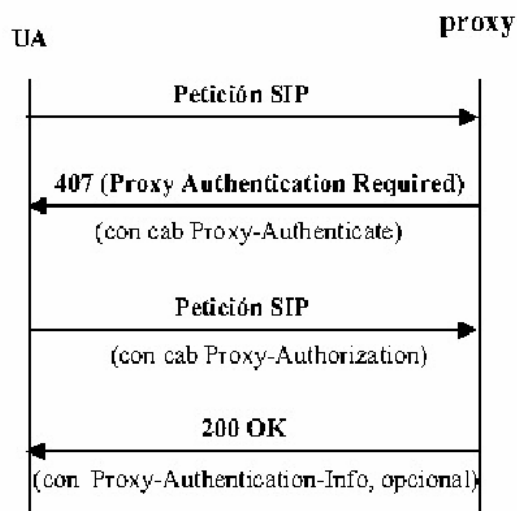 UA
proxy
Petición SIP
407 (Proxy Authentication Required)
(con cab Proxy-Authenticate)
Petición SIP
(con cab Proxy-Authorization)
200 OK
(con Proxy-Authentication-Info, opcional)